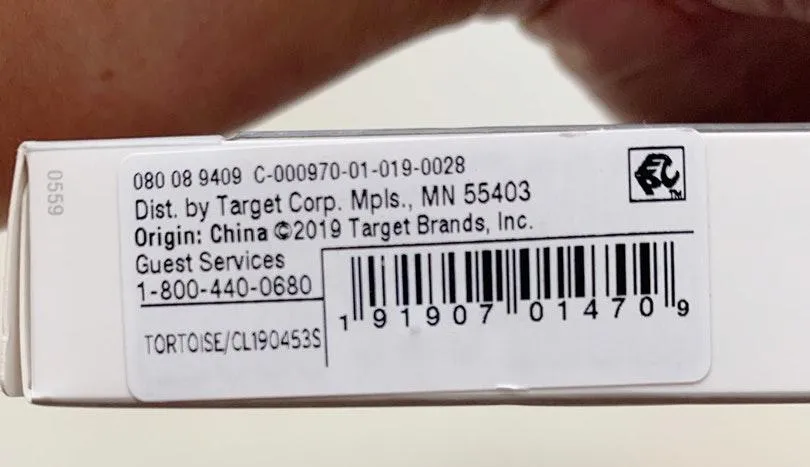 0559
080 08 9409 C-000970-01-019-0028
Dist. by Target Corp. Mpls., MN 55403
Origin: China ©2019 Target Brands, Inc.
Guest Services
1-800-440-0680
TORTOISE/CL190453S
1 91907 01470 9
TM